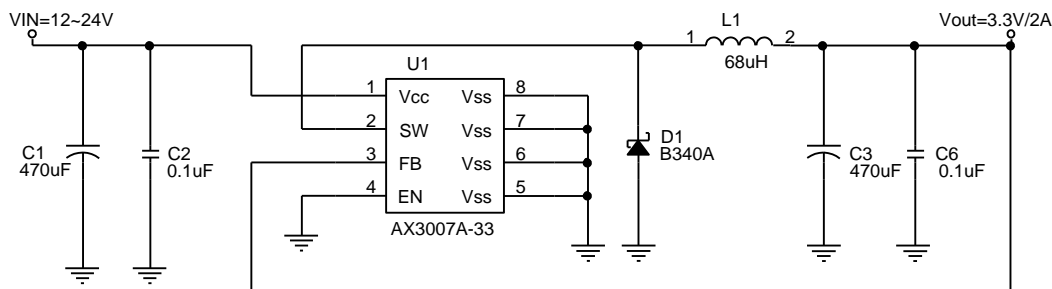 VIN=12~24V
L1
Vout=3.3V/2A
1
2
68uH
U1
1
Vcc
Vss
8
2
SW
Vss
7
3
FB
Vss
6
4
EN
Vss
5
AX3007A-33
C1
470uF
C2
0.1uF
D1
B340A
C3
470uF
C6
0.1uF